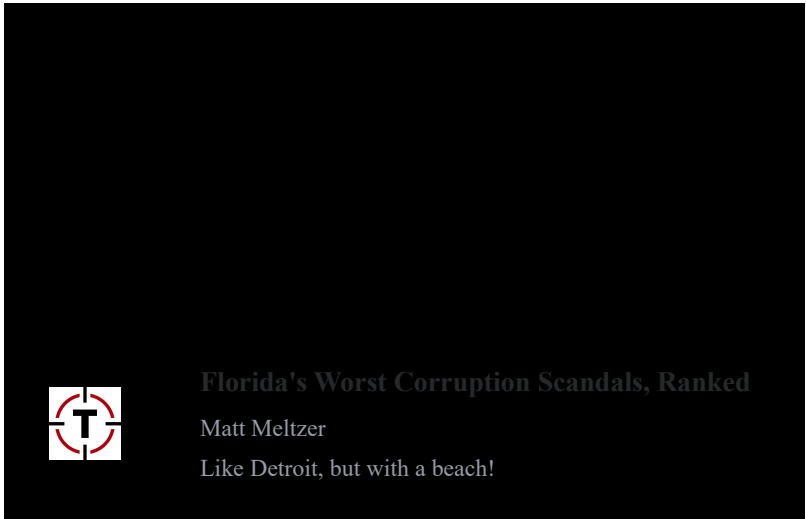 T
Florida's Worst Corruption Scandals, Ranked
Matt Meltzer
Like Detroit, but with a beach!